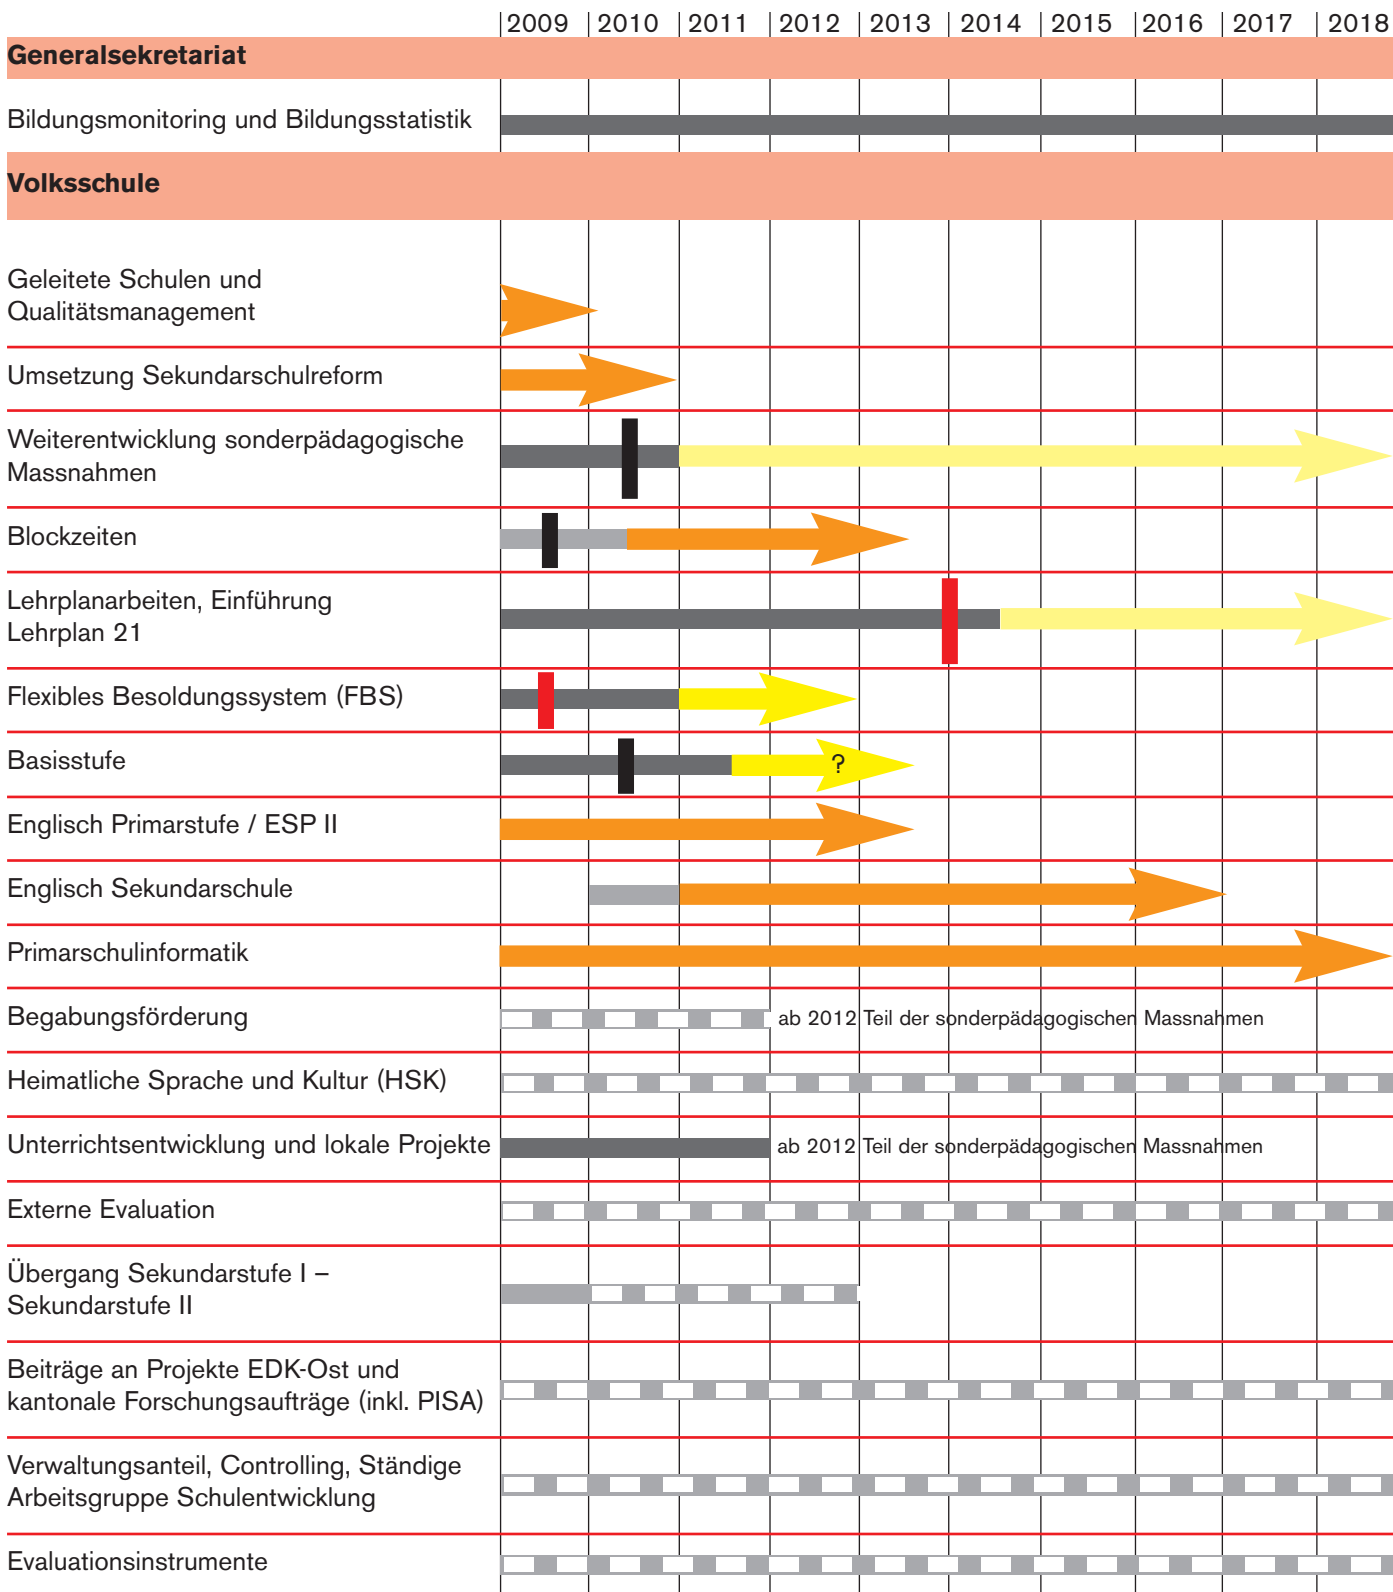 2009 2010 2011 2012 2013 2014 2015 2016 2017 2018
Generalsekretariat
Bildungsmonitoring und Bildungsstatistik
Volksschule
Geleitete Schulen und
Qualitätsmanagement
Umsetzung Sekundarschulreform
Weiterentwicklung sonderpädagogische
Massnahmen
Blockzeiten
Lehrplanarbeiten, Einführung
Lehrplan 21
Flexibles Besoldungssystem (FBS)
Basisstufe ?
Englisch Primarstufe / ESP II
Englisch Sekundarschule
Primarschulinformatik
Begabungsförderung ab 2012 Teil der sonderpädagogischen Massnahmen
Heimatliche Sprache und Kultur (HSK)
Unterrichtsentwicklung und lokale Projekte ab 2012 Teil der sonderpädagogischen Massnahmen
Externe Evaluation
Übergang Sekundarstufe I –
Sekundarstufe II
Beiträge an Projekte EDK-Ost und
kantonale Forschungsaufträge (inkl. PISA)
Verwaltungsanteil, Controlling, Ständige
Arbeitsgruppe Schulentwicklung
Evaluationsinstrumente